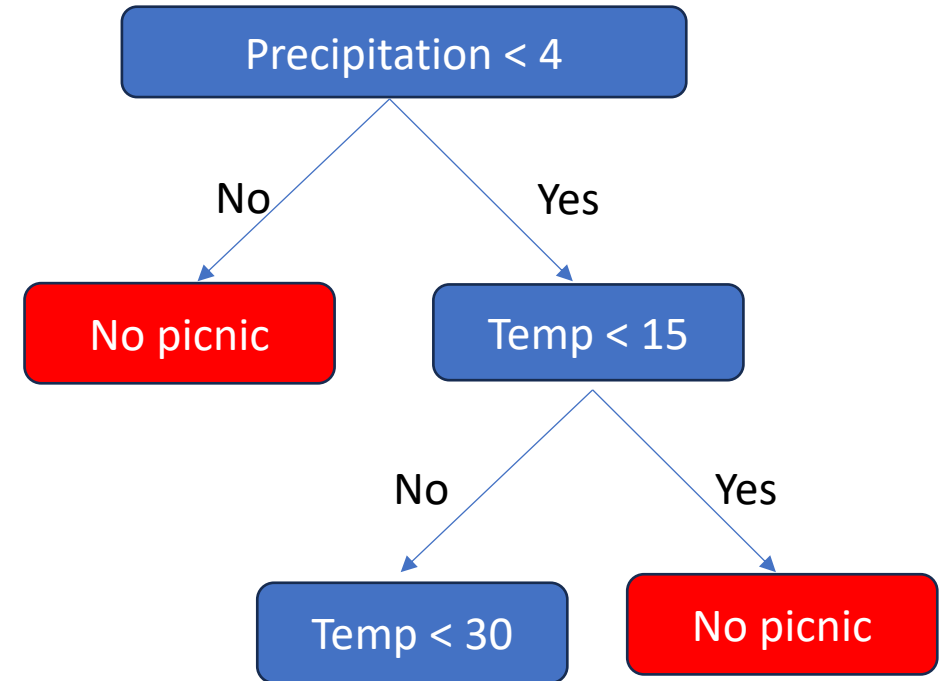 Precipitation < 4
No
Yes
No picnic
Temp < 15
No
Yes
Temp < 30
No picnic